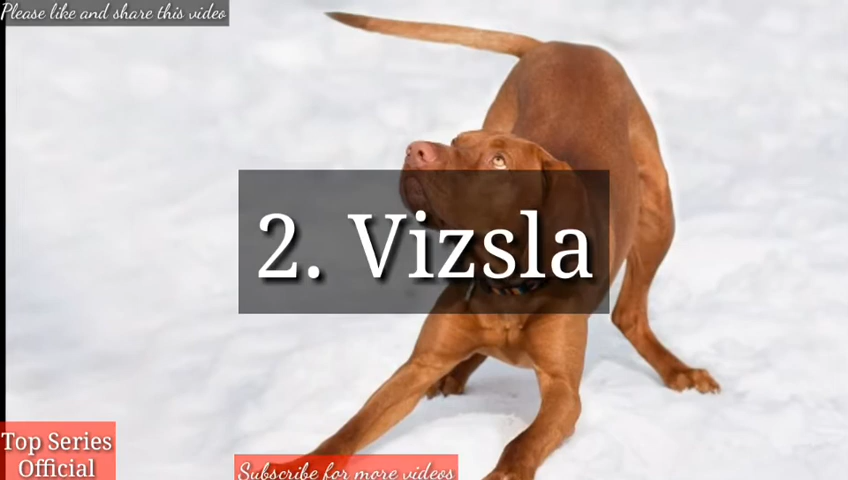 Please like and share this video
2. Vizsla
Top Series
Official
Subscribe for more videos